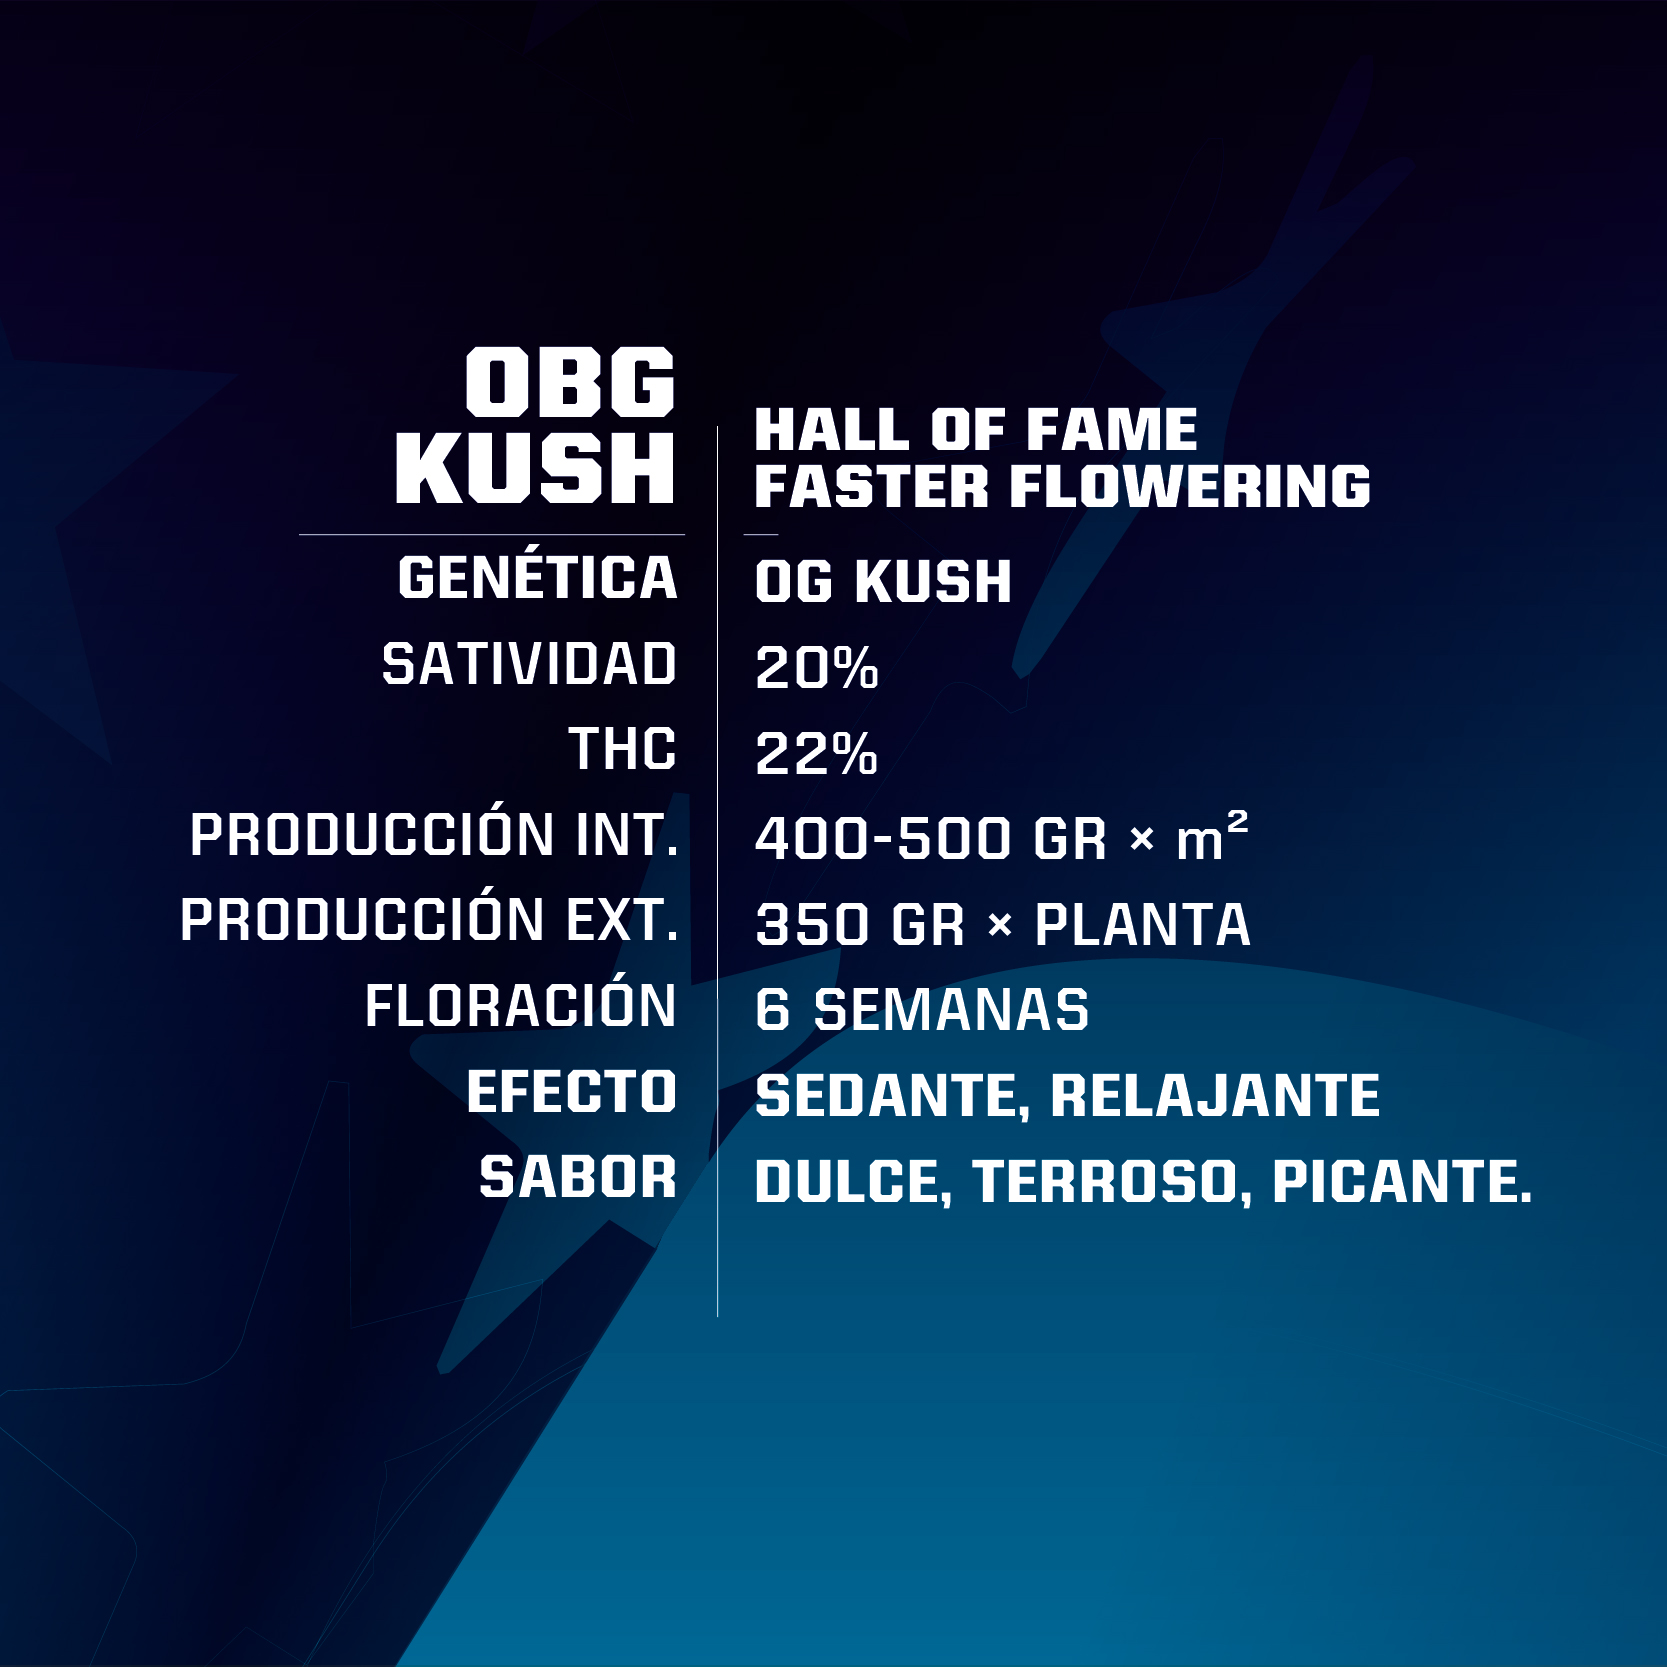 OBG
KUSH
HALL OF FAME
FASTER FLOWERING
GENÉTICA OG KUSH
SATIVIDAD 20%
THC 22%
PRODUCCIÓN INT. 400-500 GR × m²
PRODUCCIÓN EXT. 350 GR × PLANTA
FLORACIÓN 6 SEMANAS
EFECTO SEDANTE, RELAJANTE
SABOR DULCE, TERROSO, PICANTE.